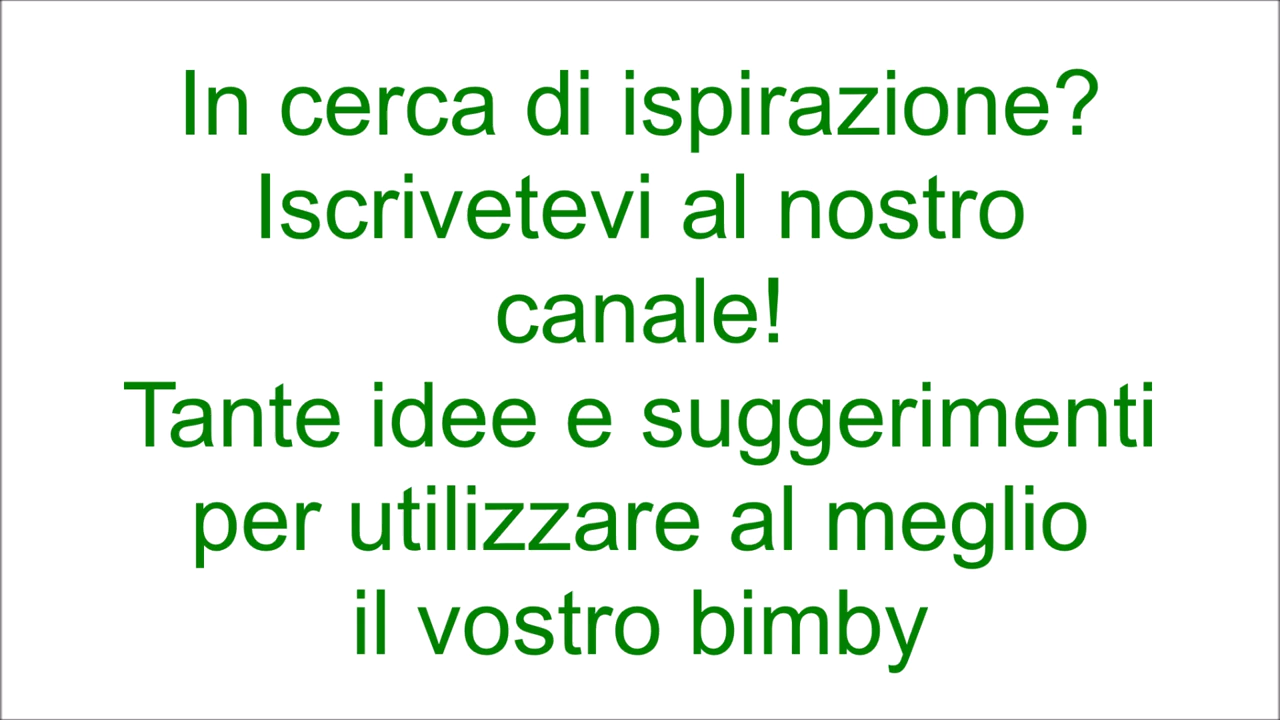 In cerca di ispirazione?
Iscrivetevi al nostro
canale!
Tante idee e suggerimenti
per utilizzare al meglio
il vostro bimby